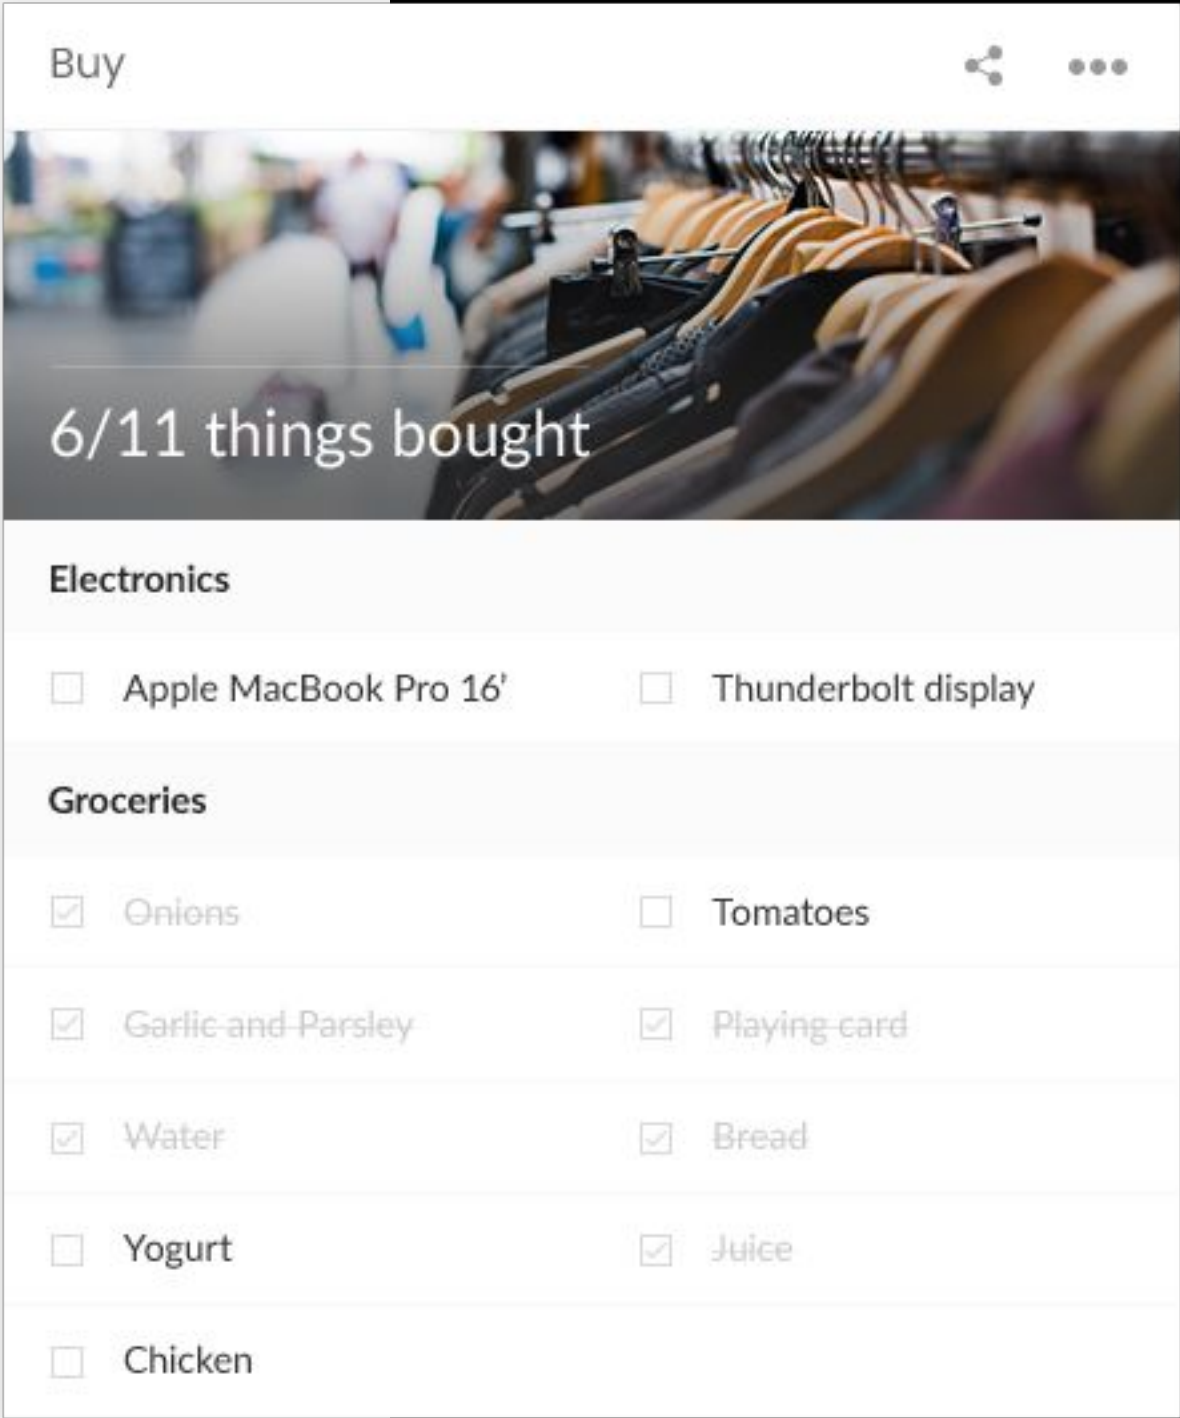 Buy
6/11 things bought
Electronics
Apple MacBook Pro 16' Thunderbolt display
Groceries
Onions Tomatoes
Garlic and Parsley Playing card
Water Bread
Yogurt Juice
Chicken